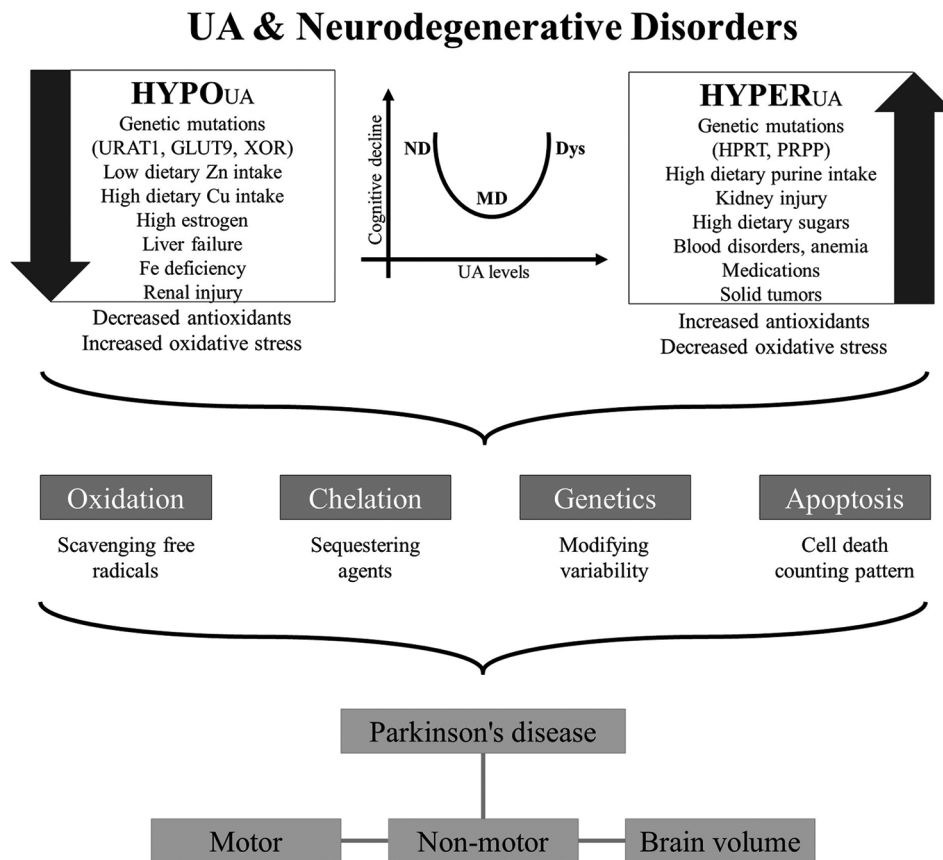 UA & Neurodegenerative Disorders
HYPOUA
Genetic mutations
(URAT1, GLUT9, XOR)
Low dietary Zn intake
High dietary Cu intake
High estrogen
Liver failure
Fe deficiency
Renal injury
Decreased antioxidants
Increased oxidative stress
Cognitive decline
ND
Dys
MD
UA levels
HYPERUA
Genetic mutations
(HPRT, PRPP)
High dietary purine intake
Kidney injury
High dietary sugars
Blood disorders, anemia
Medications
Solid tumors
Increased antioxidants
Decreased oxidative stress
Oxidation
Scavenging free
radicals
Chelation
Sequestering
agents
Genetics
Modifying
variability
Apoptosis
Cell death
counting pattern
Parkinson's disease
Motor
Non-motor
Brain volume